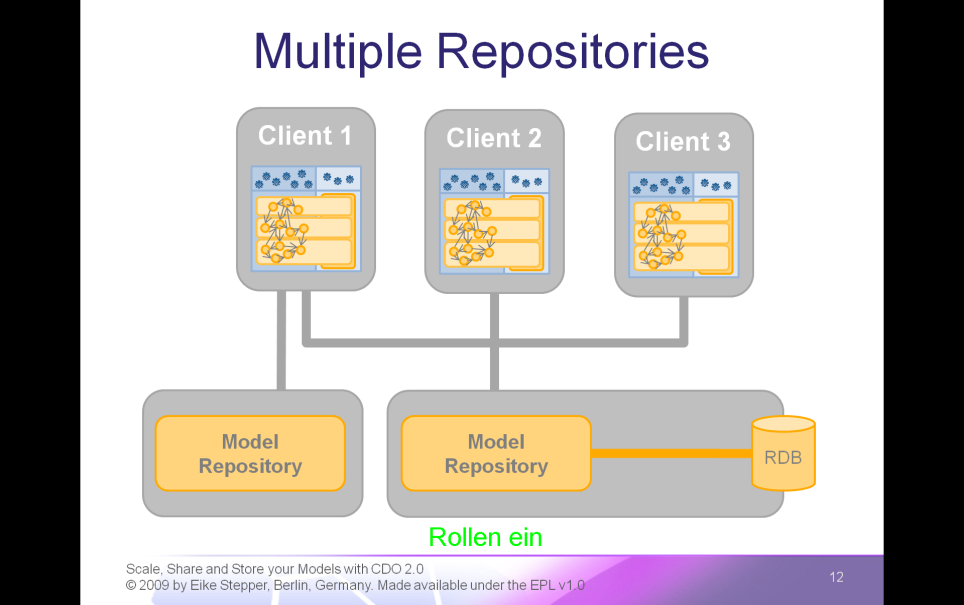 Multiple Repositories
Client 1
Client 2
Client 3
Model
Repository
Model
Repository
RDB
Rollen ein
Scale, Share and Store your Models with CDO 2.0
© 2009 by Eike Stepper, Berlin, Germany. Made available under the EPL v1.0
12